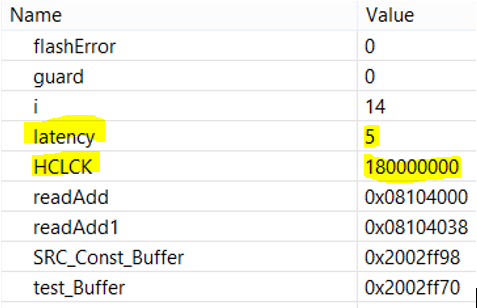 Name Value
flashError 0
guard 0
i 14
latency 5
HCLCK 180000000
readAdd 0x08104000
readAdd1 0x08104038
SRC_Const_Buffer 0x2002ff98
test_Buffer 0x2002ff70